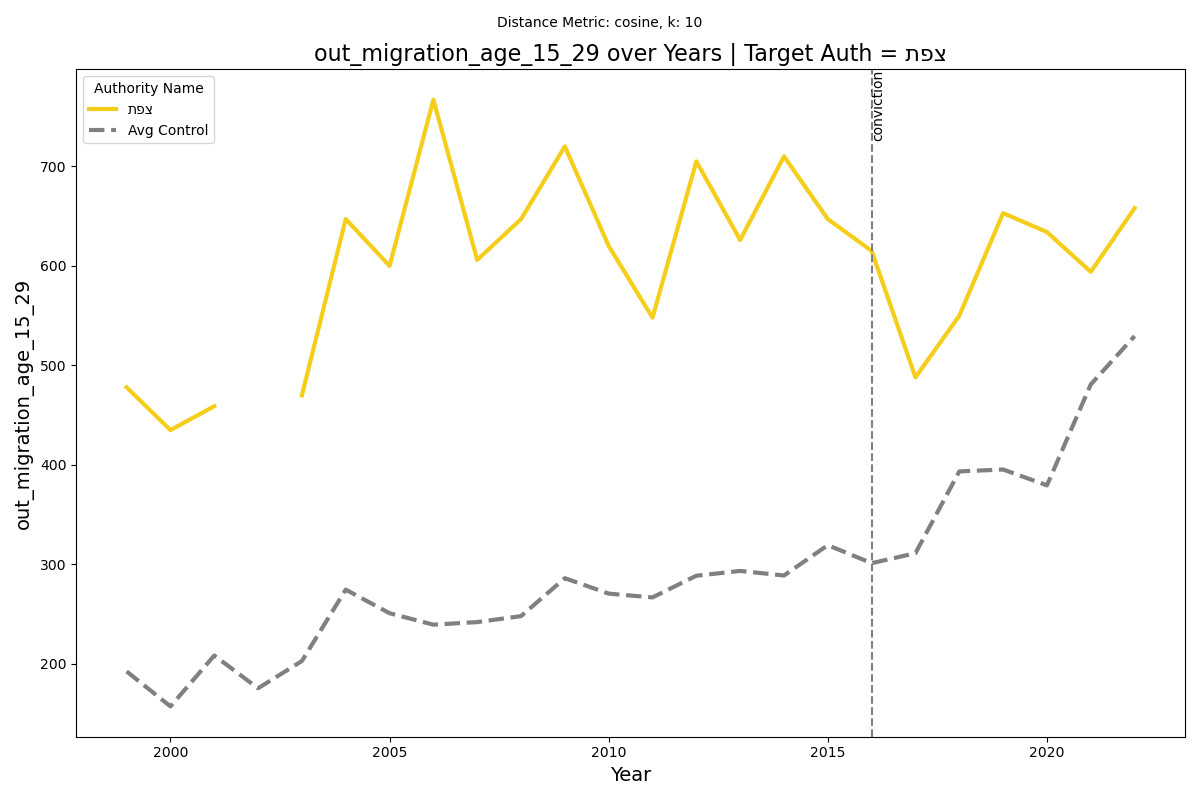 Distance Metric: cosine, k: 10
out_migration_age_15_29 over Years | Target Auth = צפת
Authority Name
צפת
Avg Control
conviction
out_migration_age_15_29
700
600
500
400
300
200
2000 2005 2010 2015 2020
Year